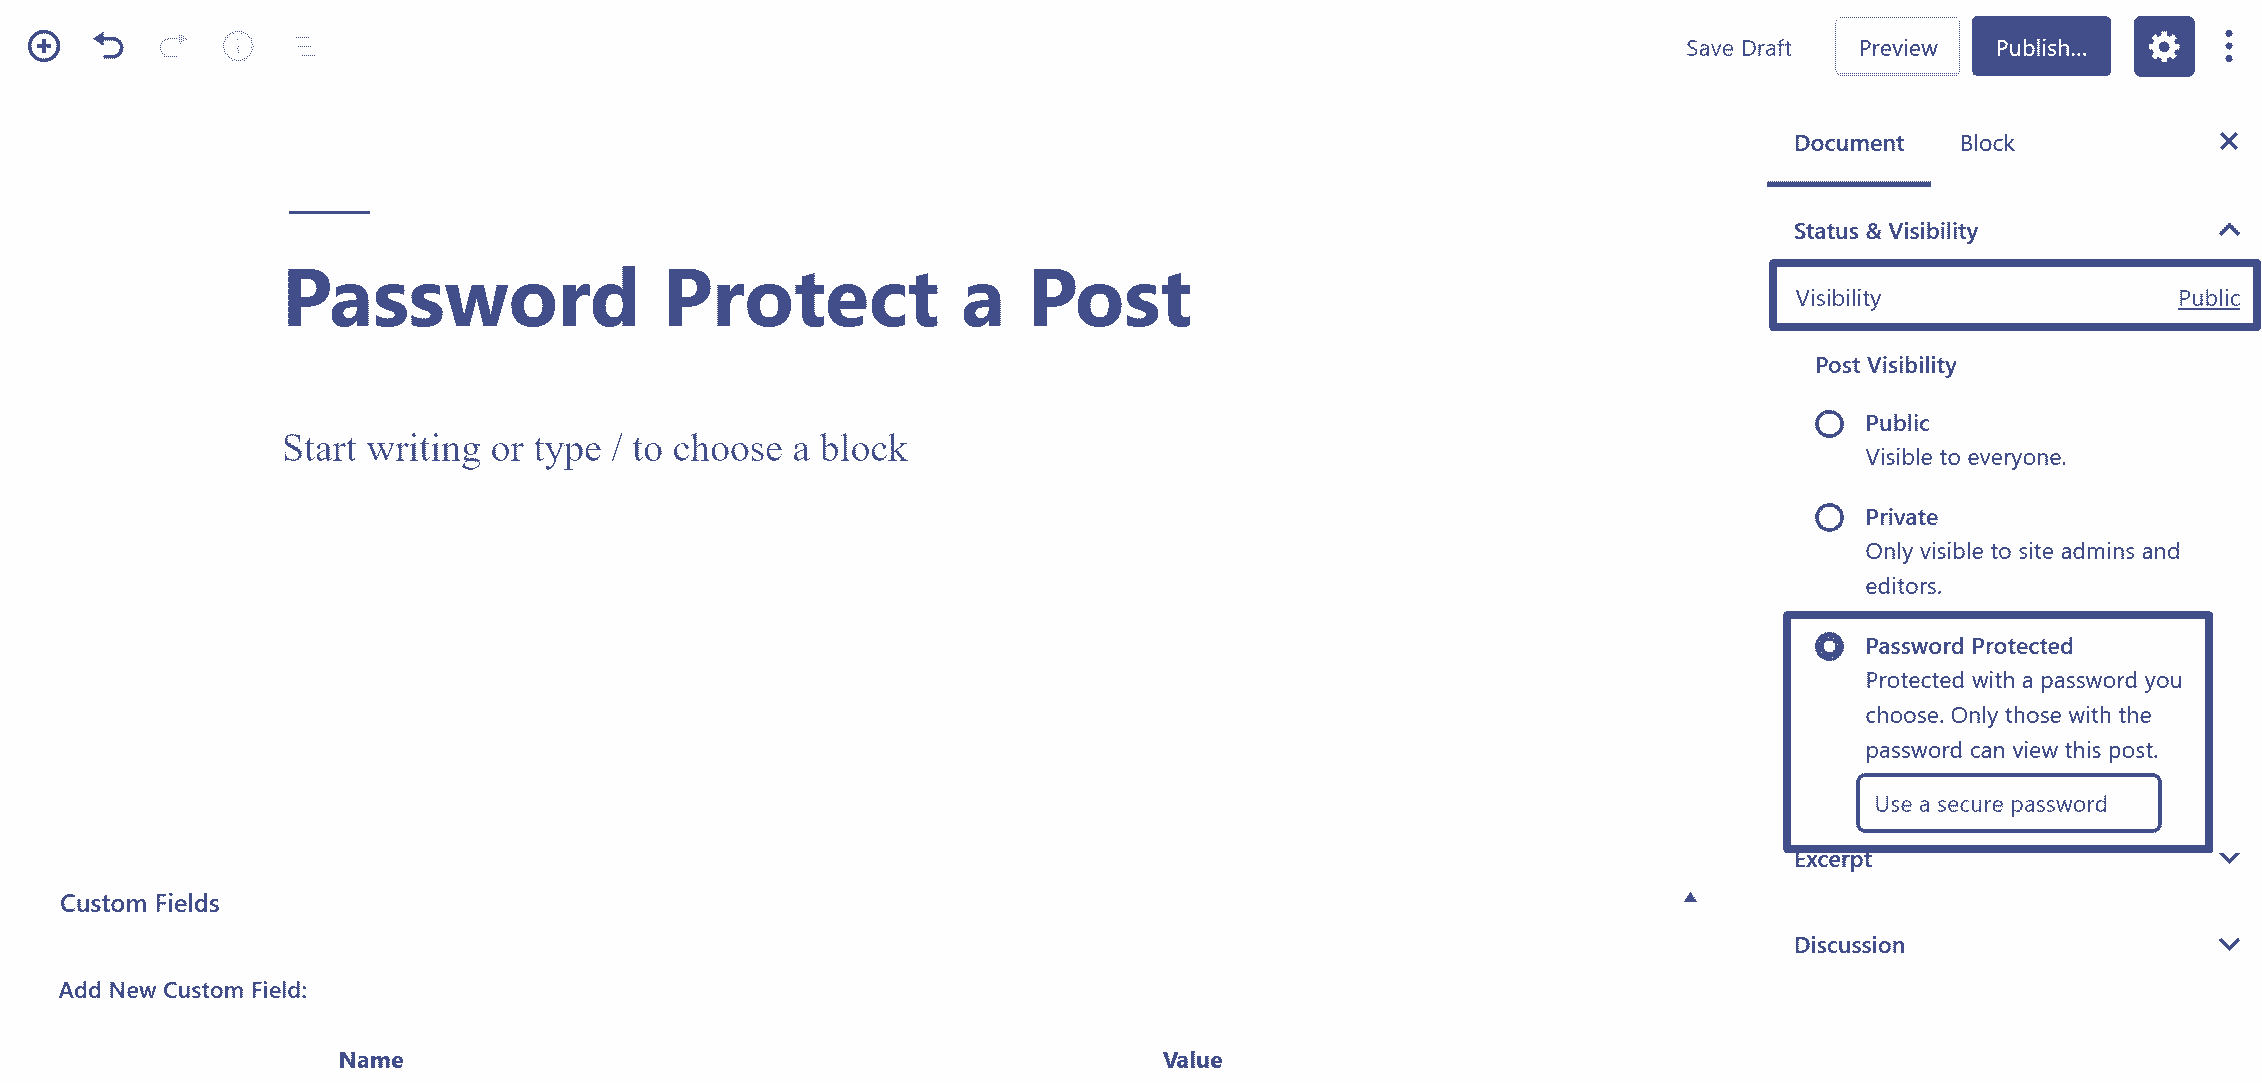 Save Draft Preview Publish...
Document Block
Status & Visibility
Password Protect a Post
Visibility Public
Post Visibility
Public
Visible to everyone.
Start writing or type / to choose a block
Private
Only visible to site admins and
editors.
Password Protected
Protected with a password you
choose. Only those with the
password can view this post.
Use a secure password
Excerpt
Custom Fields
Discussion
Add New Custom Field:
Name Value